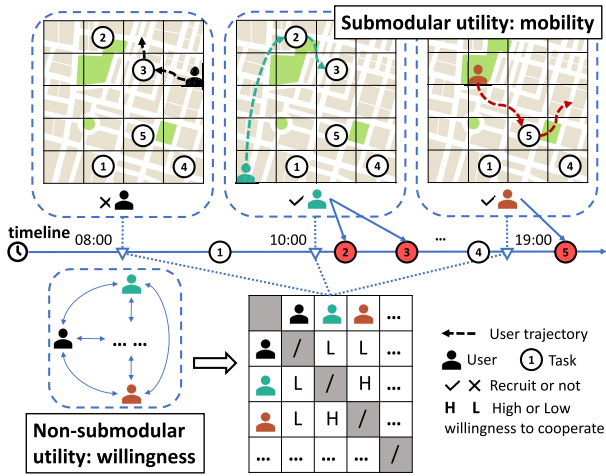 Submodular utility: mobility
2
3
5
1
4
2
3
5
1
4
5
1
4
timeline
08:00
10:00
19:00
1
2
3
...
4
5
... ...
...
/ L L ...
L / H ...
L H / ...
... ... ... ... /
Non-submodular
utility: willingness
User trajectory
User
1 Task
Recruit or not
H L High or Low
willingness to cooperate